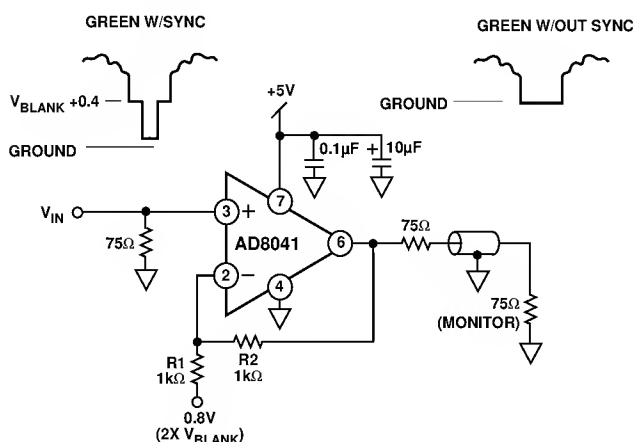 GREEN W/SYNC
GREEN W/OUT SYNC
V_BLANK +0.4
GROUND
GROUND
+5V
0.1µF
+
10µF
V_IN
3
+
7
75Ω
AD8041
6
75Ω
2
−
4
75Ω
(MONITOR)
R1
1kΩ
R2
1kΩ
0.8V
(2X V_BLANK)